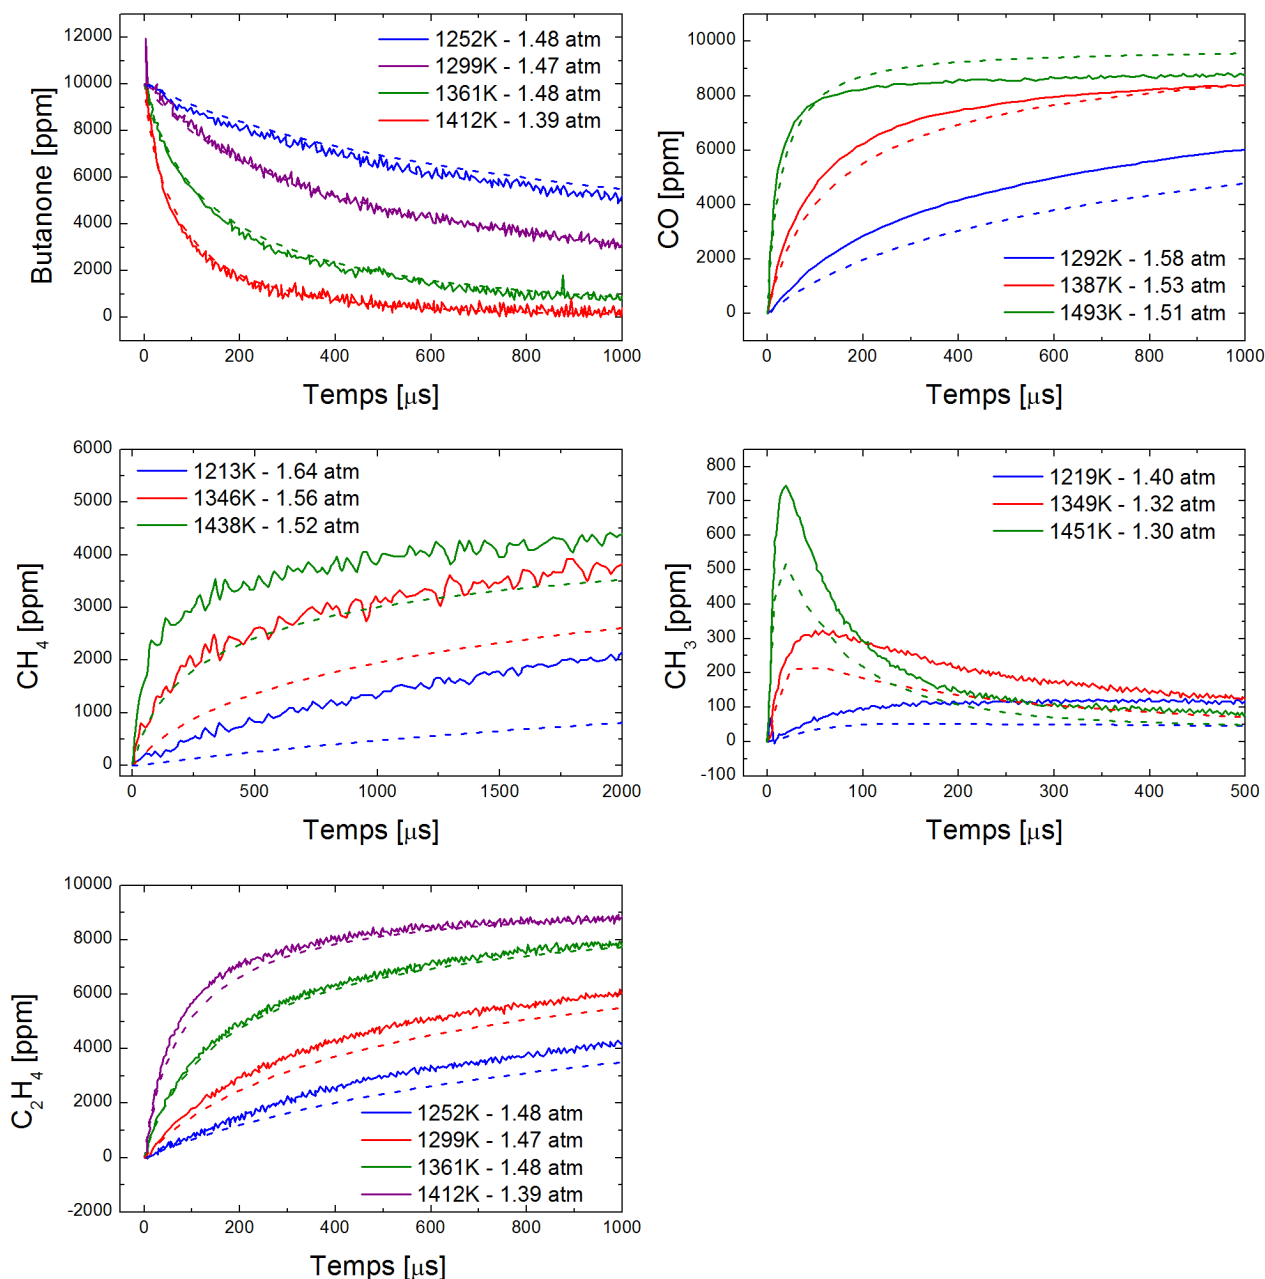 12000
10000
8000
6000
4000
2000
0
Butanone [ppm]
1252K - 1.48 atm
1299K - 1.47 atm
1361K - 1.48 atm
1412K - 1.39 atm
0 200 400 600 800 1000
Temps [μs]
10000
8000
6000
4000
2000
0
CO [ppm]
1292K - 1.58 atm
1387K - 1.53 atm
1493K - 1.51 atm
0 200 400 600 800 1000
Temps [μs]
6000
5000
4000
3000
2000
1000
0
CH₄ [ppm]
1213K - 1.64 atm
1346K - 1.56 atm
1438K - 1.52 atm
0 500 1000 1500 2000
Temps [μs]
800
700
600
500
400
300
200
100
0
-100
CH₃ [ppm]
1219K - 1.40 atm
1349K - 1.32 atm
1451K - 1.30 atm
0 100 200 300 400 500
Temps [μs]
10000
8000
6000
4000
2000
0
-2000
C₂H₄ [ppm]
1252K - 1.48 atm
1299K - 1.47 atm
1361K - 1.48 atm
1412K - 1.39 atm
0 200 400 600 800 1000
Temps [μs]